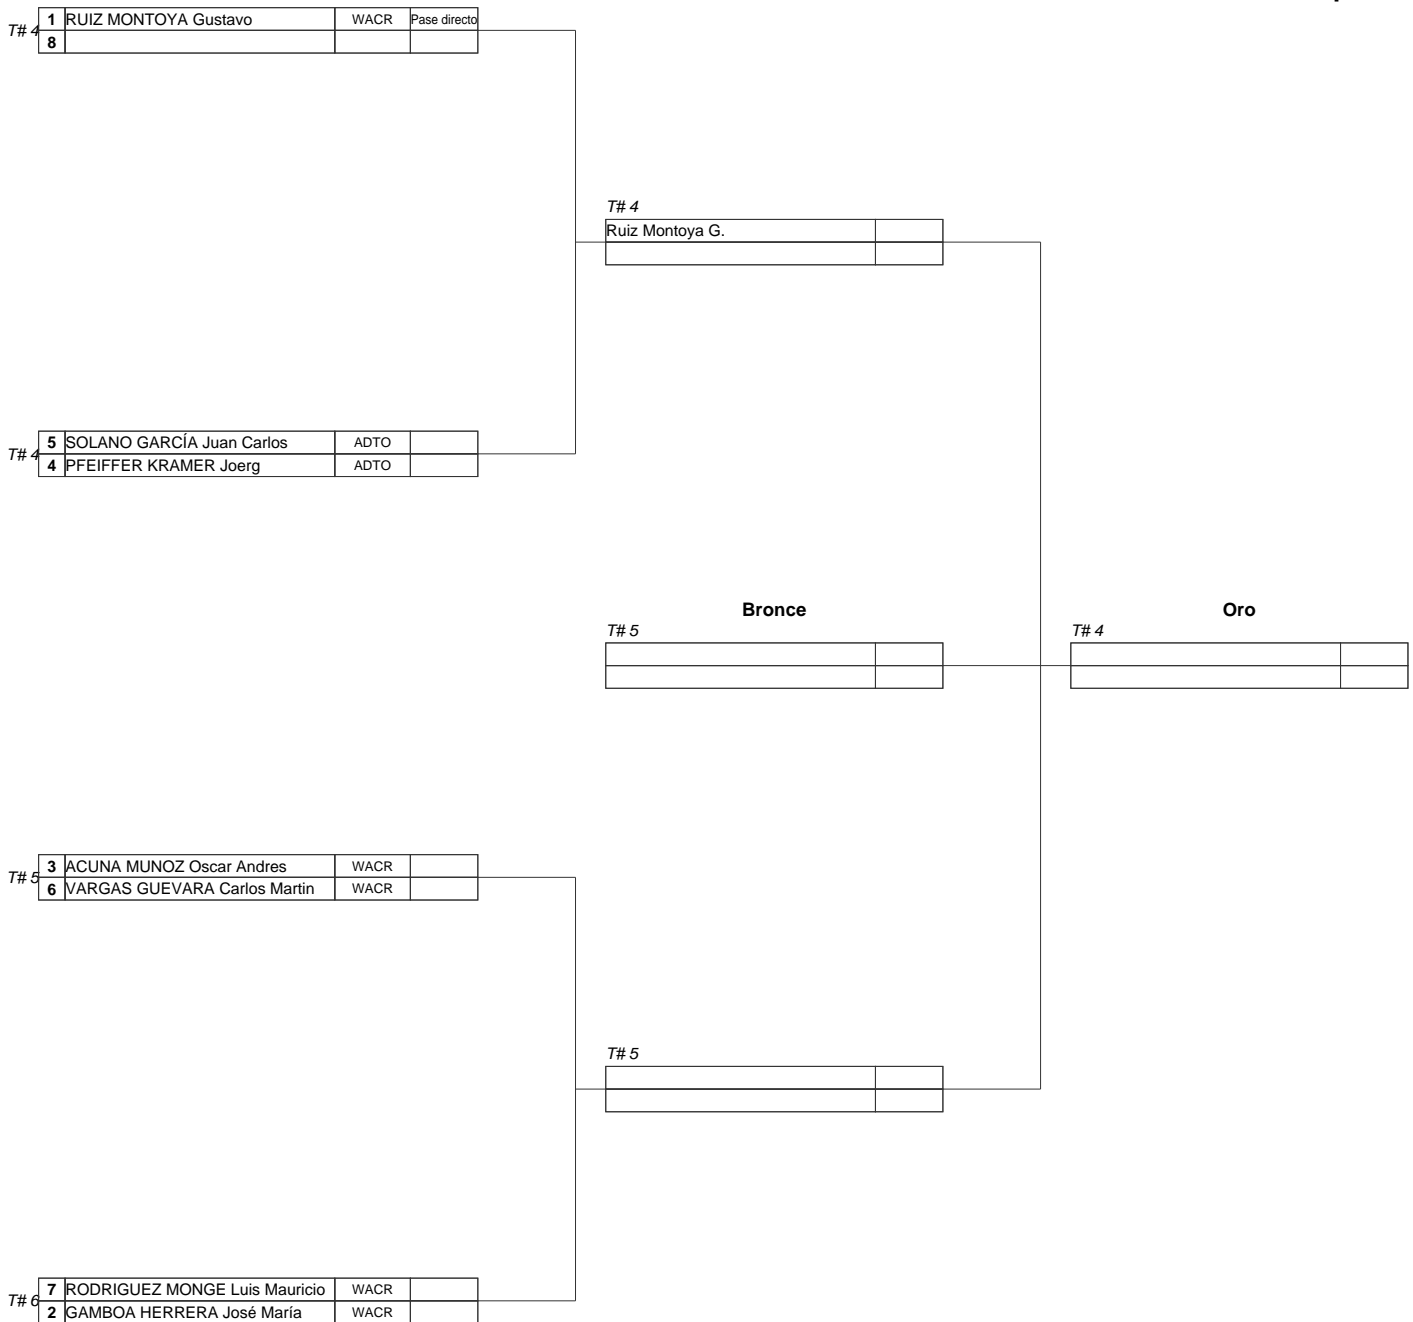 T# 4
1 RUIZ MONTOYA Gustavo WACR Pase directo
8
T# 4
Ruiz Montoya G.
T# 4
5 SOLANO GARCÍA Juan Carlos ADTO
4 PFEIFFER KRAMER Joerg ADTO
Bronce
T# 5
Oro
T# 4
T# 5
3 ACUNA MUNOZ Oscar Andres WACR
6 VARGAS GUEVARA Carlos Martin WACR
T# 5
T# 6
7 RODRIGUEZ MONGE Luis Mauricio WACR
2 GAMBOA HERRERA José María WACR